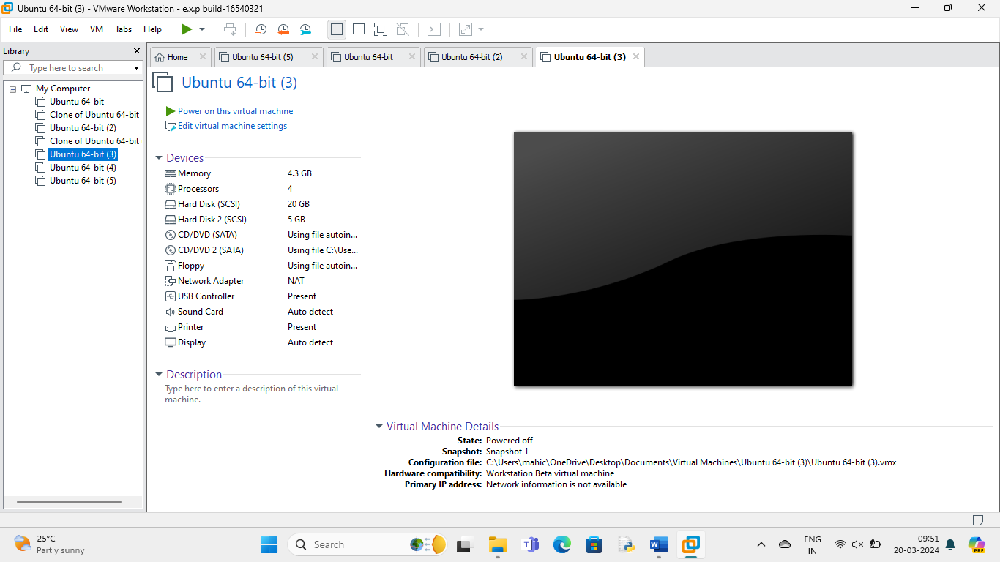 Ubuntu 64-bit (3) - VMware Workstation - e.x.p build-16540321
File Edit View VM Tabs Help
Library
Type here to search
My Computer
Ubuntu 64-bit
Clone of Ubuntu 64-bit
Ubuntu 64-bit (2)
Clone of Ubuntu 64-bit
Ubuntu 64-bit (3)
Ubuntu 64-bit (4)
Ubuntu 64-bit (5)
Home Ubuntu 64-bit (5) Ubuntu 64-bit Ubuntu 64-bit (2) Ubuntu 64-bit (3)
Ubuntu 64-bit (3)
Power on this virtual machine
Edit virtual machine settings
Devices
Memory 4.3 GB
Processors 4
Hard Disk (SCSI) 20 GB
Hard Disk 2 (SCSI) 5 GB
CD/DVD (SATA) Using file autoin...
CD/DVD 2 (SATA) Using file C:\Use...
Floppy Using file autoin...
Network Adapter NAT
USB Controller Present
Sound Card Auto detect
Printer Present
Display Auto detect
Description
Type here to enter a description of this virtual
machine.
Virtual Machine Details
State: Powered off
Snapshot: Snapshot 1
Configuration file: C:\Users\mahic\OneDrive\Desktop\Documents\Virtual Machines\Ubuntu 64-bit (3)\Ubuntu 64-bit (3).vmx
Hardware compatibility: Workstation Beta virtual machine
Primary IP address: Network information is not available
25°C
Partly sunny
Search
ENG
IN
09:51
20-03-2024
PRE